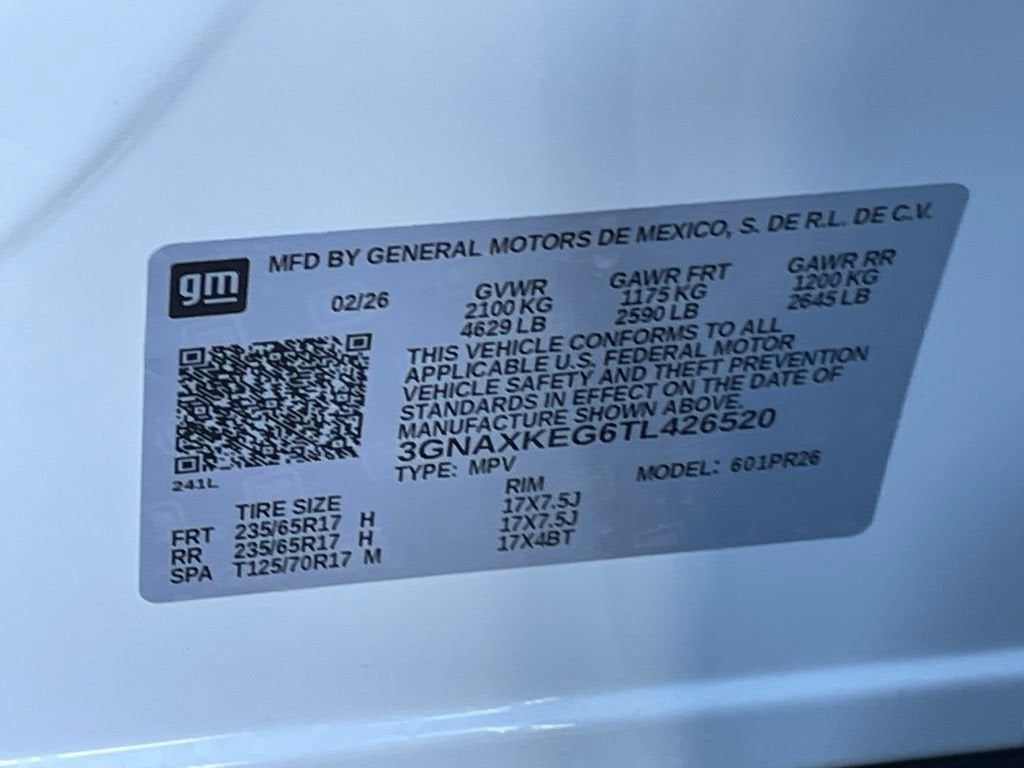 gm
MFD BY GENERAL MOTORS DE MEXICO, S. DE R.L. DE C.V.
02/26 GVWR GAWR FRT GAWR RR
2100 KG 1175 KG 1200 KG
4629 LB 2590 LB 2645 LB
THIS VEHICLE CONFORMS TO ALL
APPLICABLE U.S. FEDERAL MOTOR
VEHICLE SAFETY AND THEFT PREVENTION
STANDARDS IN EFFECT ON THE DATE OF
MANUFACTURE SHOWN ABOVE.
3GNAXKEG6TL426520
TYPE: MPV MODEL: 601PR26
241L
TIRE SIZE RIM
FRT 235/65R17 H 17X7.5J
RR 235/65R17 H 17X7.5J
SPA T125/70R17 M 17X4BT